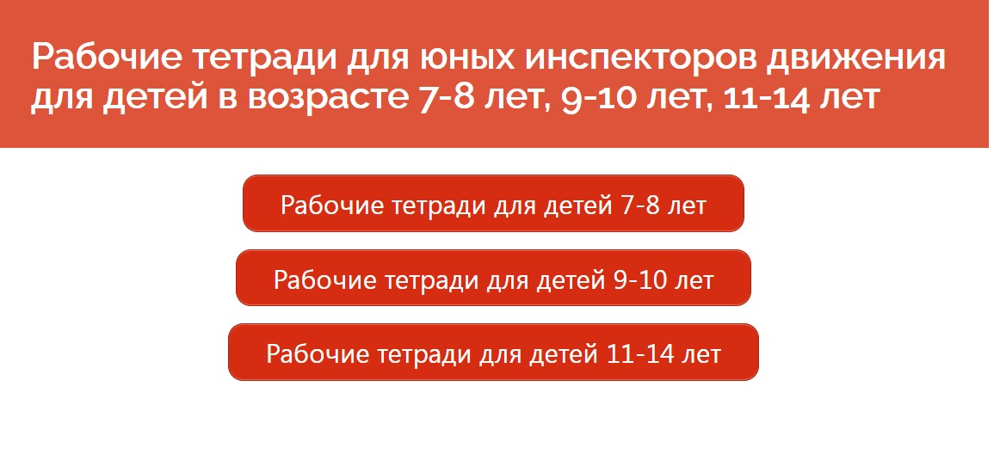 Рабочие тетради для юных инспекторов движения
для детей в возрасте 7-8 лет, 9-10 лет, 11-14 лет
Рабочие тетради для детей 7-8 лет
Рабочие тетради для детей 9-10 лет
Рабочие тетради для детей 11-14 лет